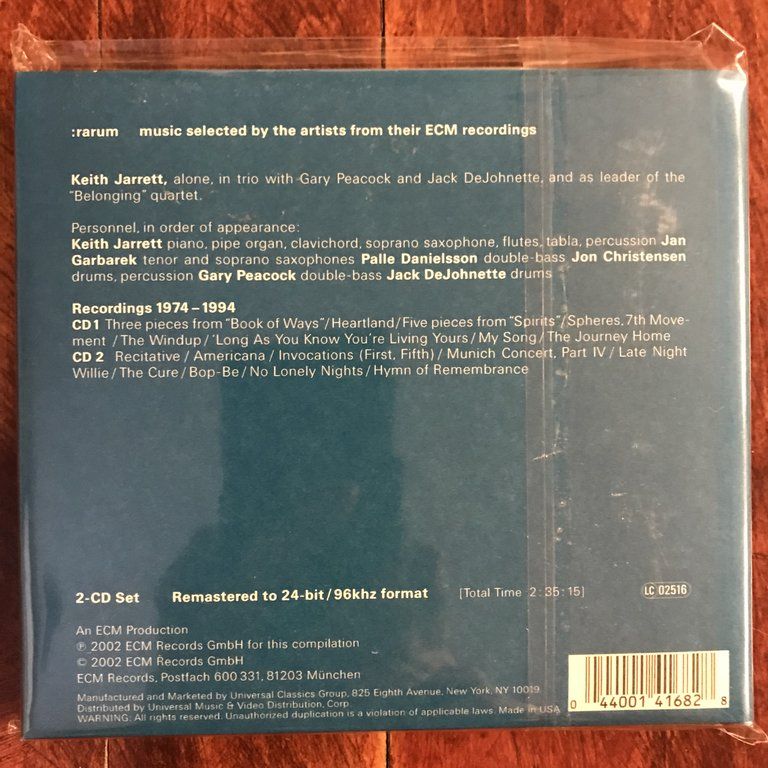 :rarum music selected by the artists from their ECM recordings
Keith Jarrett, alone, in trio with Gary Peacock and Jack DeJohnette, and as leader of the
"Belonging" quartet.
Personnel, in order of appearance:
Keith Jarrett piano, pipe organ, clavichord, soprano saxophone, flutes, tabla, percussion Jan
Garbarek tenor and soprano saxophones Palle Danielsson double-bass Jon Christensen
drums, percussion Gary Peacock double-bass Jack DeJohnette drums
Recordings 1974–1994
CD1 Three pieces from "Book of Ways"/Heartland/Five pieces from "Spirits"/Spheres, 7th Move-
ment / The Windup / 'Long As You Know You're Living Yours / My Song / The Journey Home
CD 2 Recitative / Americana / Invocations (First, Fifth) / Munich Concert, Part IV / Late Night
Willie / The Cure / Bop-Be / No Lonely Nights / Hymn of Remembrance
2-CD Set Remastered to 24-bit/96khz format [Total Time 2:35:15] LC 02516
An ECM Production
℗ 2002 ECM Records GmbH for this compilation
© 2002 ECM Records GmbH
ECM Records, Postfach 600 331, 81203 München
Manufactured and Marketed by Universal Classics Group, 825 Eighth Avenue, New York, NY 10019
Distributed by Universal Music & Video Distribution, Corp.
WARNING: All rights reserved. Unauthorized duplication is a violation of applicable laws. Made in USA
0 44001 41682 8